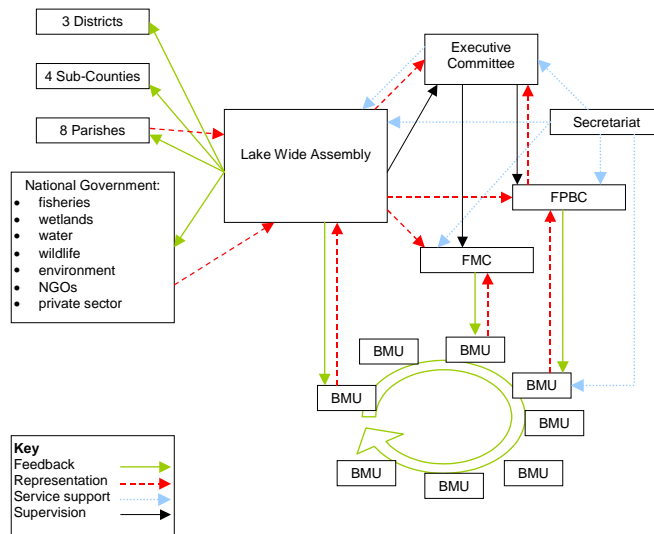 3 Districts
4 Sub-Counties
8 Parishes
National Government:
• fisheries
• wetlands
• water
• wildlife
• environment
• NGOs
• private sector
Lake Wide Assembly
Executive
Committee
Secretariat
FPBC
FMC
BMU
BMU
BMU
BMU
BMU
BMU
BMU
BMU
Key
Feedback
Representation
Service support
Supervision